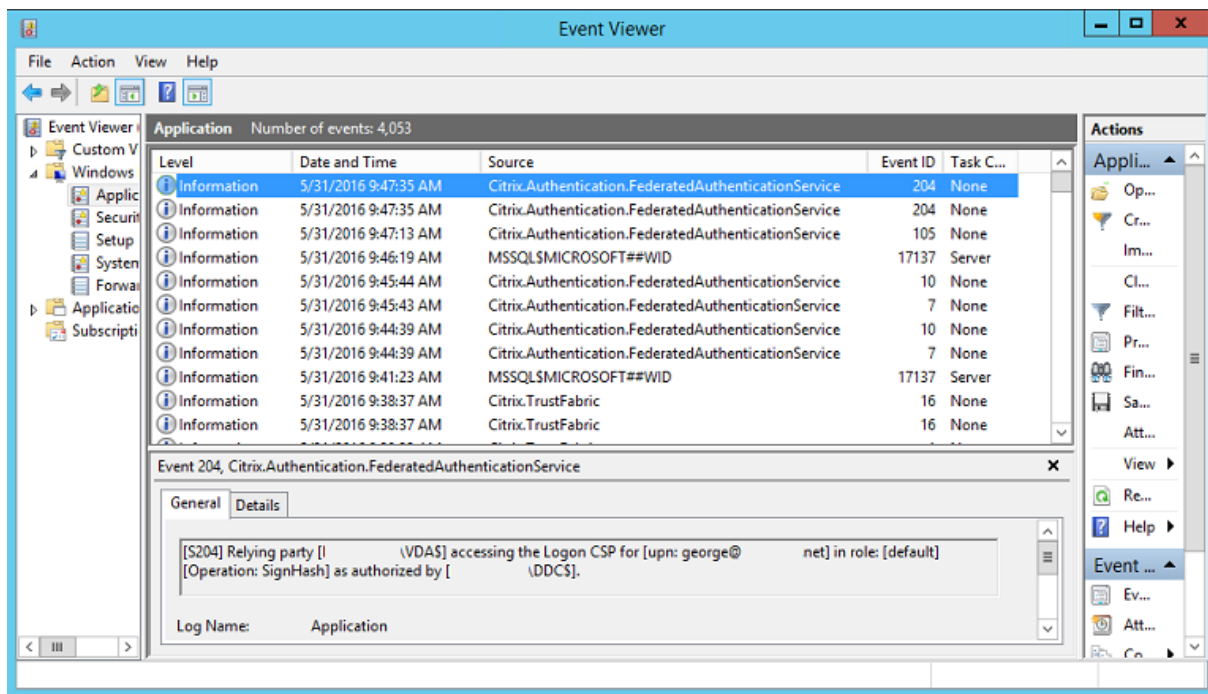 Event Viewer
File Action View Help
Event Viewer
Custom V
Windows
Applic
Securit
Setup
System
Forwar
Applicatio
Subscripti
Application Number of events: 4,053
Level Date and Time Source Event ID Task C...
Information 5/31/2016 9:47:35 AM Citrix.Authentication.FederatedAuthenticationService 204 None
Information 5/31/2016 9:47:35 AM Citrix.Authentication.FederatedAuthenticationService 204 None
Information 5/31/2016 9:47:13 AM Citrix.Authentication.FederatedAuthenticationService 105 None
Information 5/31/2016 9:46:19 AM MSSQL$MICROSOFT##WID 17137 Server
Information 5/31/2016 9:45:44 AM Citrix.Authentication.FederatedAuthenticationService 10 None
Information 5/31/2016 9:45:43 AM Citrix.Authentication.FederatedAuthenticationService 7 None
Information 5/31/2016 9:44:39 AM Citrix.Authentication.FederatedAuthenticationService 10 None
Information 5/31/2016 9:44:39 AM Citrix.Authentication.FederatedAuthenticationService 7 None
Information 5/31/2016 9:41:23 AM MSSQL$MICROSOFT##WID 17137 Server
Information 5/31/2016 9:38:37 AM Citrix.TrustFabric 16 None
Information 5/31/2016 9:38:37 AM Citrix.TrustFabric 16 None
Event 204, Citrix.Authentication.FederatedAuthenticationService
General Details
[S204] Relying party [I \VDA$] accessing the Logon CSP for [upn: george@ net] in role: [default]
[Operation: SignHash] as authorized by [ \DDC$].
Log Name: Application
Actions
Appli...
Op...
Cr...
Im...
Cl...
Filt...
Pr...
Fin...
Sa...
Att...
View
Re...
Help
Event ...
Ev...
Att...
Co...